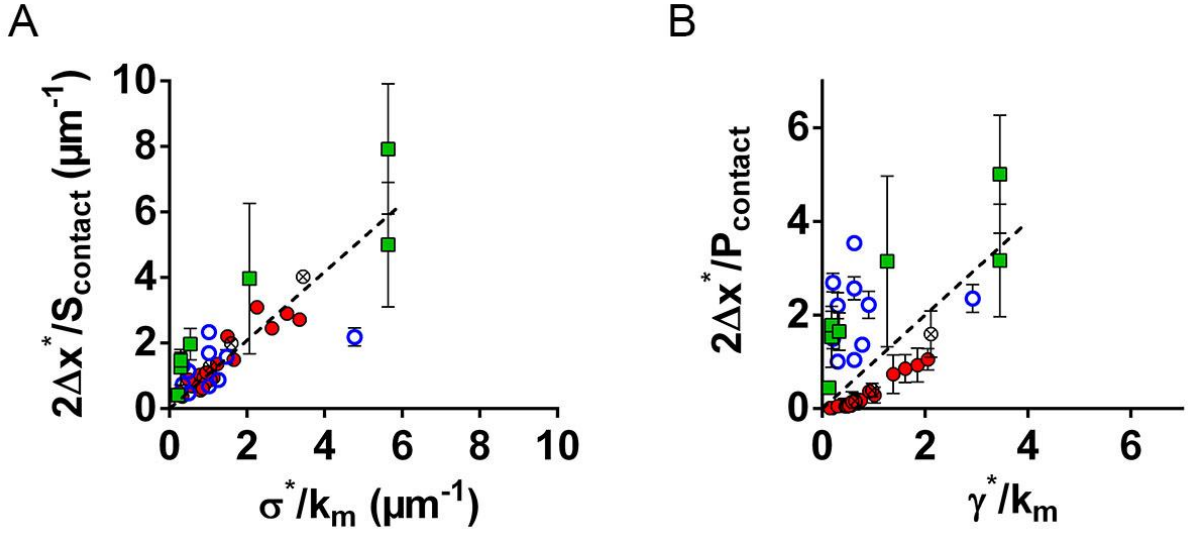 A
B
2Δx*/Scontact (µm-1)
10
8
6
4
2
0
0 2 4 6 8 10
σ*/km (µm-1)
2Δx*/Pcontact
6
4
2
0
0 2 4 6
γ*/km